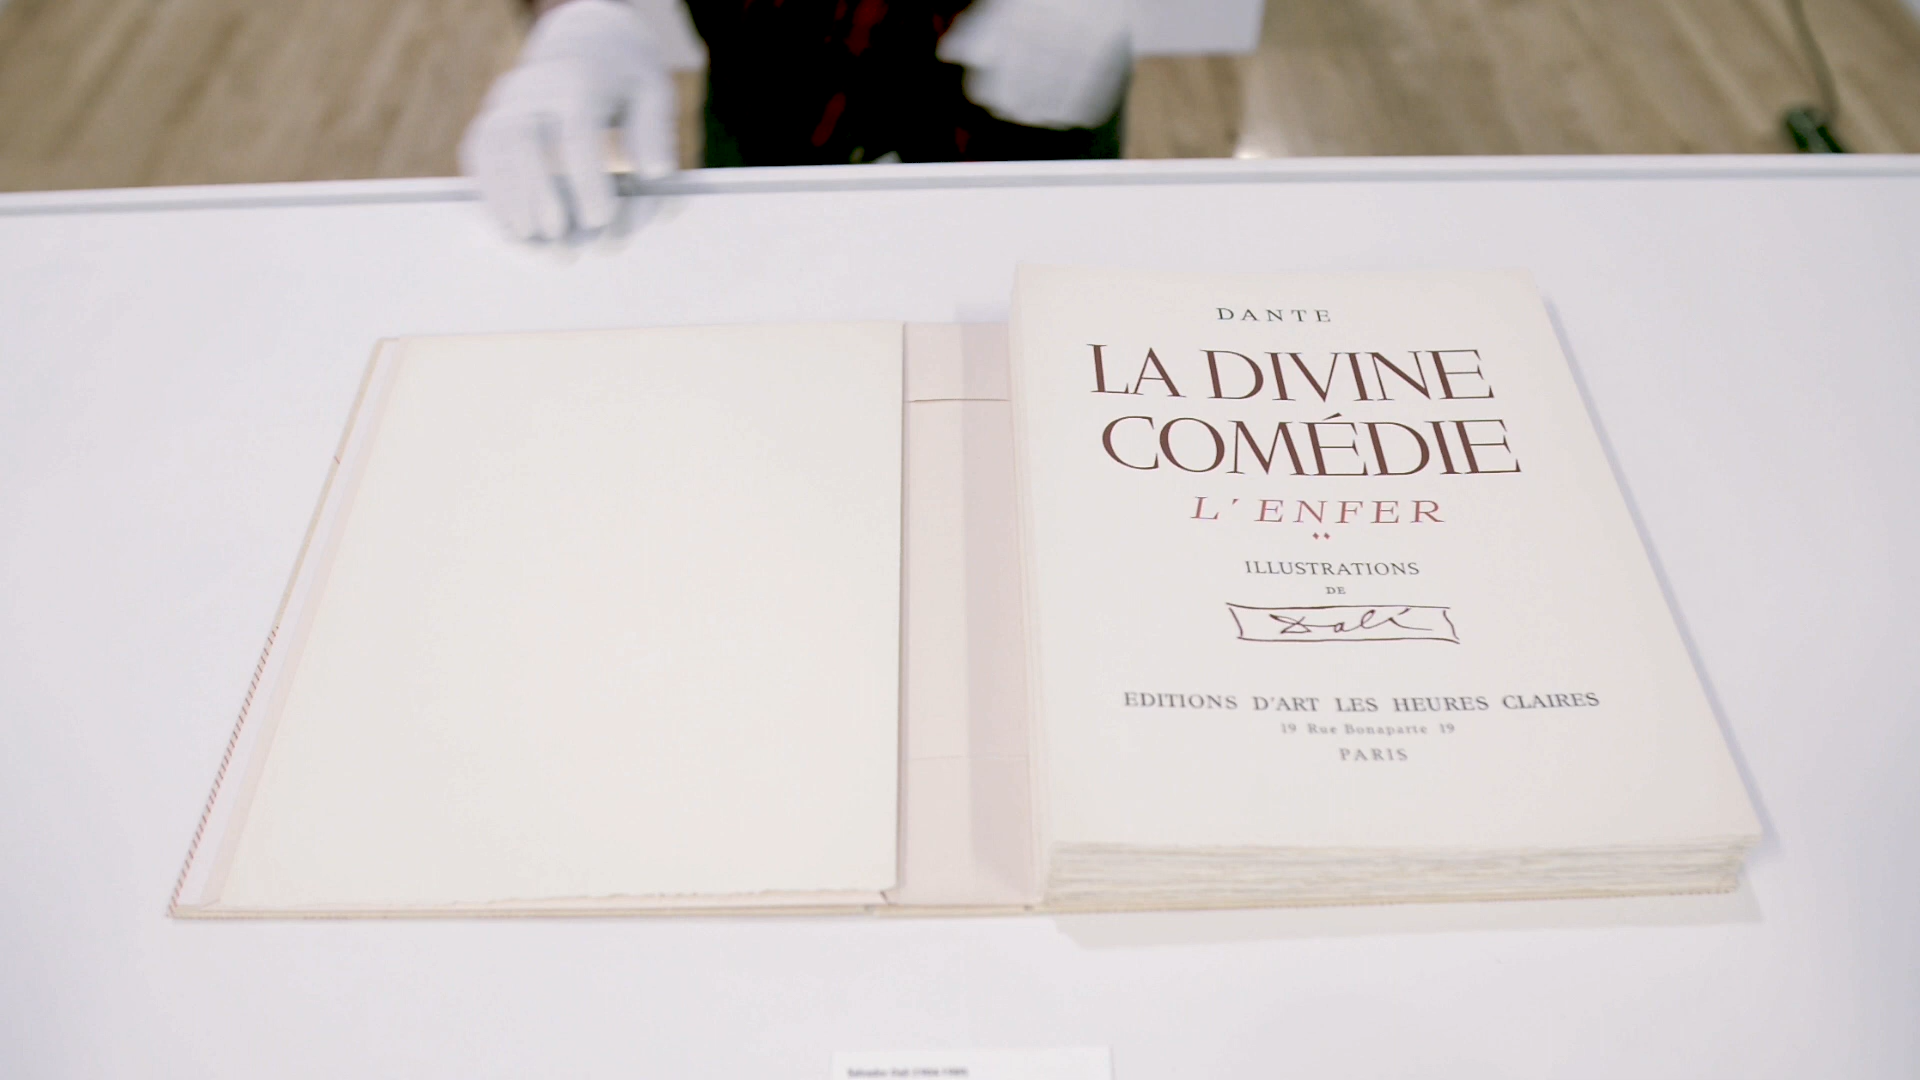 DANTE
LA DIVINE
COMÉDIE
L'ENFER
ILLUSTRATIONS
DE
Dalí
EDITIONS D'ART LES HEURES CLAIRES
19 Rue Bonaparte 19
PARIS